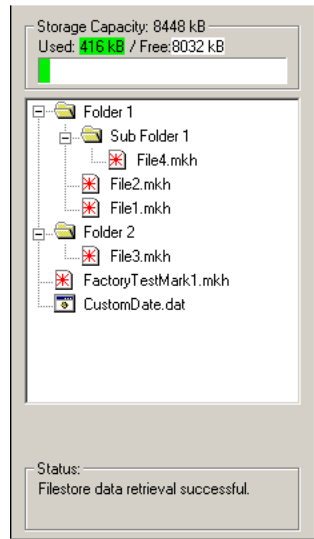 Storage Capacity: 8448 kB
Used: 416 kB / Free:8032 kB
Folder 1
Sub Folder 1
File4.mkh
File2.mkh
File1.mkh
Folder 2
File3.mkh
FactoryTestMark1.mkh
CustomDate.dat
Status:
Filestore data retrieval successful.